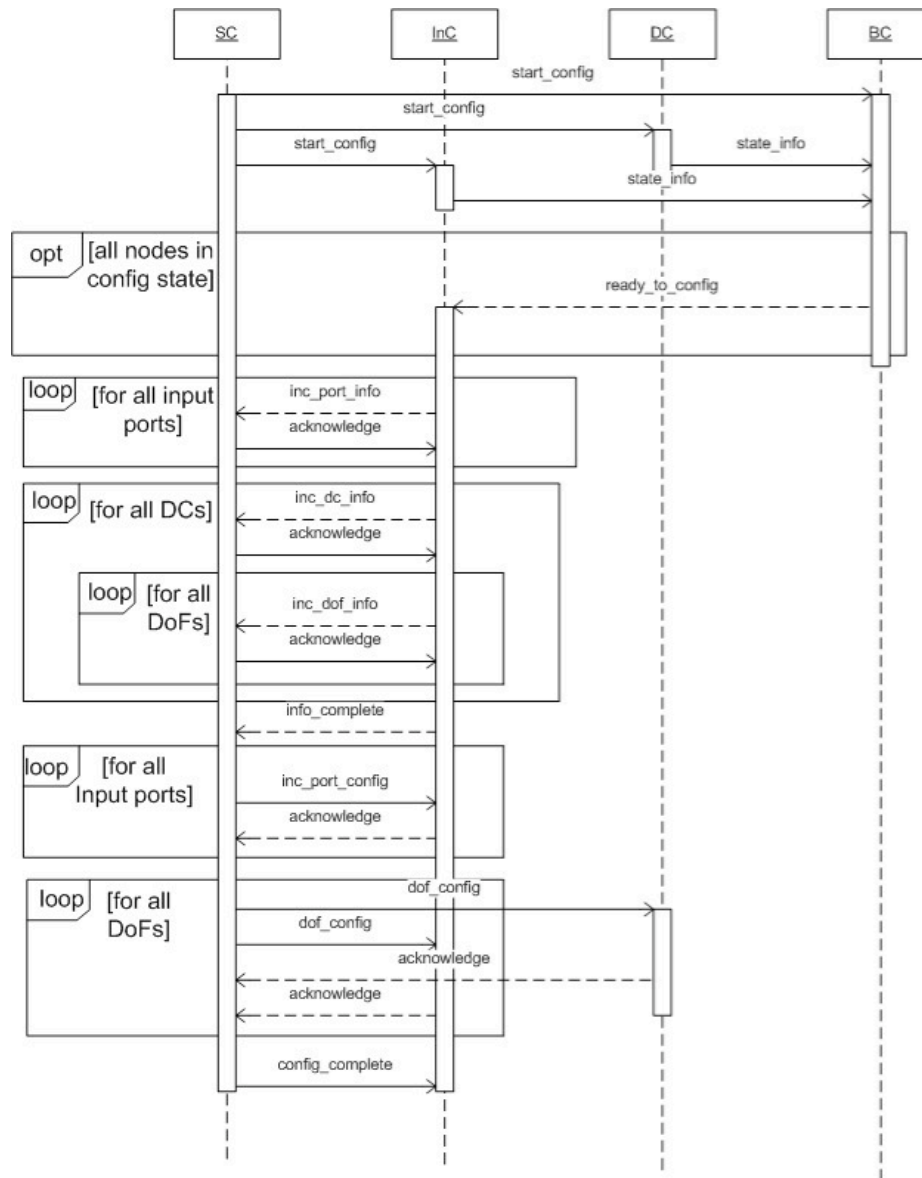 SC
InC
DC
BC
start_config
start_config
start_config
state_info
state_info
opt
[all nodes in
config state]
ready_to_config
loop
[for all input
ports]
inc_port_info
acknowledge
loop
[for all DCs]
inc_dc_info
acknowledge
loop
[for all
DoFs]
inc_dof_info
acknowledge
info_complete
loop
[for all
Input ports]
inc_port_config
acknowledge
loop
[for all
DoFs]
dof_config
dof_config
acknowledge
acknowledge
config_complete